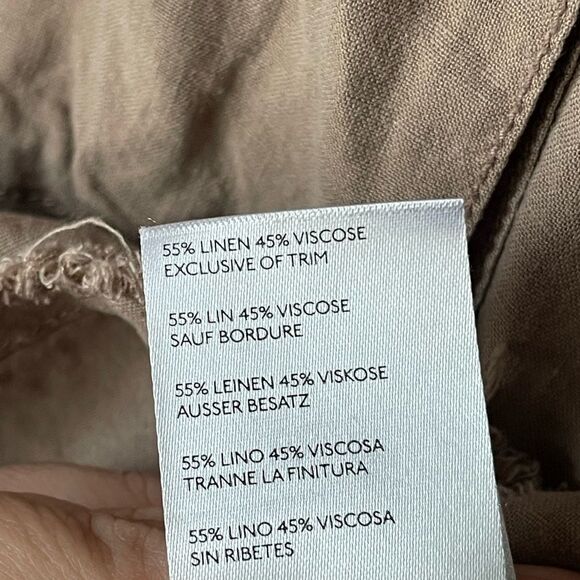 55% LINEN 45% VISCOSE
EXCLUSIVE OF TRIM
55% LIN 45% VISCOSE
SAUF BORDURE
55% LEINEN 45% VISKOSE
AUSSER BESATZ
55% LINO 45% VISCOSA
TRANNE LA FINITURA
55% LINO 45% VISCOSA
SIN RIBETES